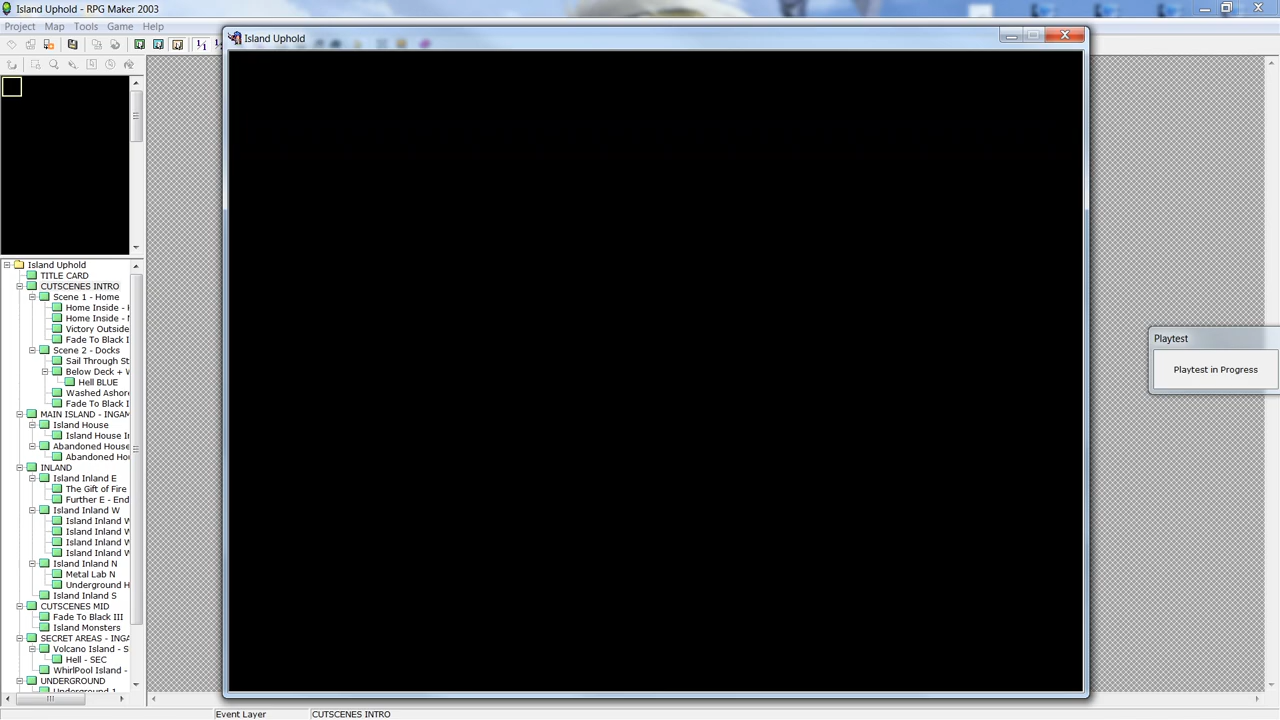 Island Uphold - RPG Maker 2003
Project Map Tools Game Help
Island Uphold
Island Uphold
TITLE CARD
CUTSCENES INTRO
Scene 1 - Home
Home Inside -
Home Inside -
Victory Outside
Fade To Black I
Scene 2 - Docks
Sail Through St
Below Deck +
Hell BLUE
Washed Ashor
Fade To Black I
MAIN ISLAND - INGAM
Island House
Island House I
Abandoned House
Abandoned Hou
INLAND
Island Inland E
The Gift of Fire
Further E - End
Island Inland W
Island Inland W
Island Inland W
Island Inland W
Island Inland W
Island Inland N
Metal Lab N
Underground H
Island Inland S
CUTSCENES MID
Fade To Black III
Island Monsters
SECRET AREAS - INGA
Volcano Island - S
Hell - SEC
WhirlPool Island -
UNDERGROUND
Underground 1
Playtest
Playtest in Progress
Event Layer
CUTSCENES INTRO